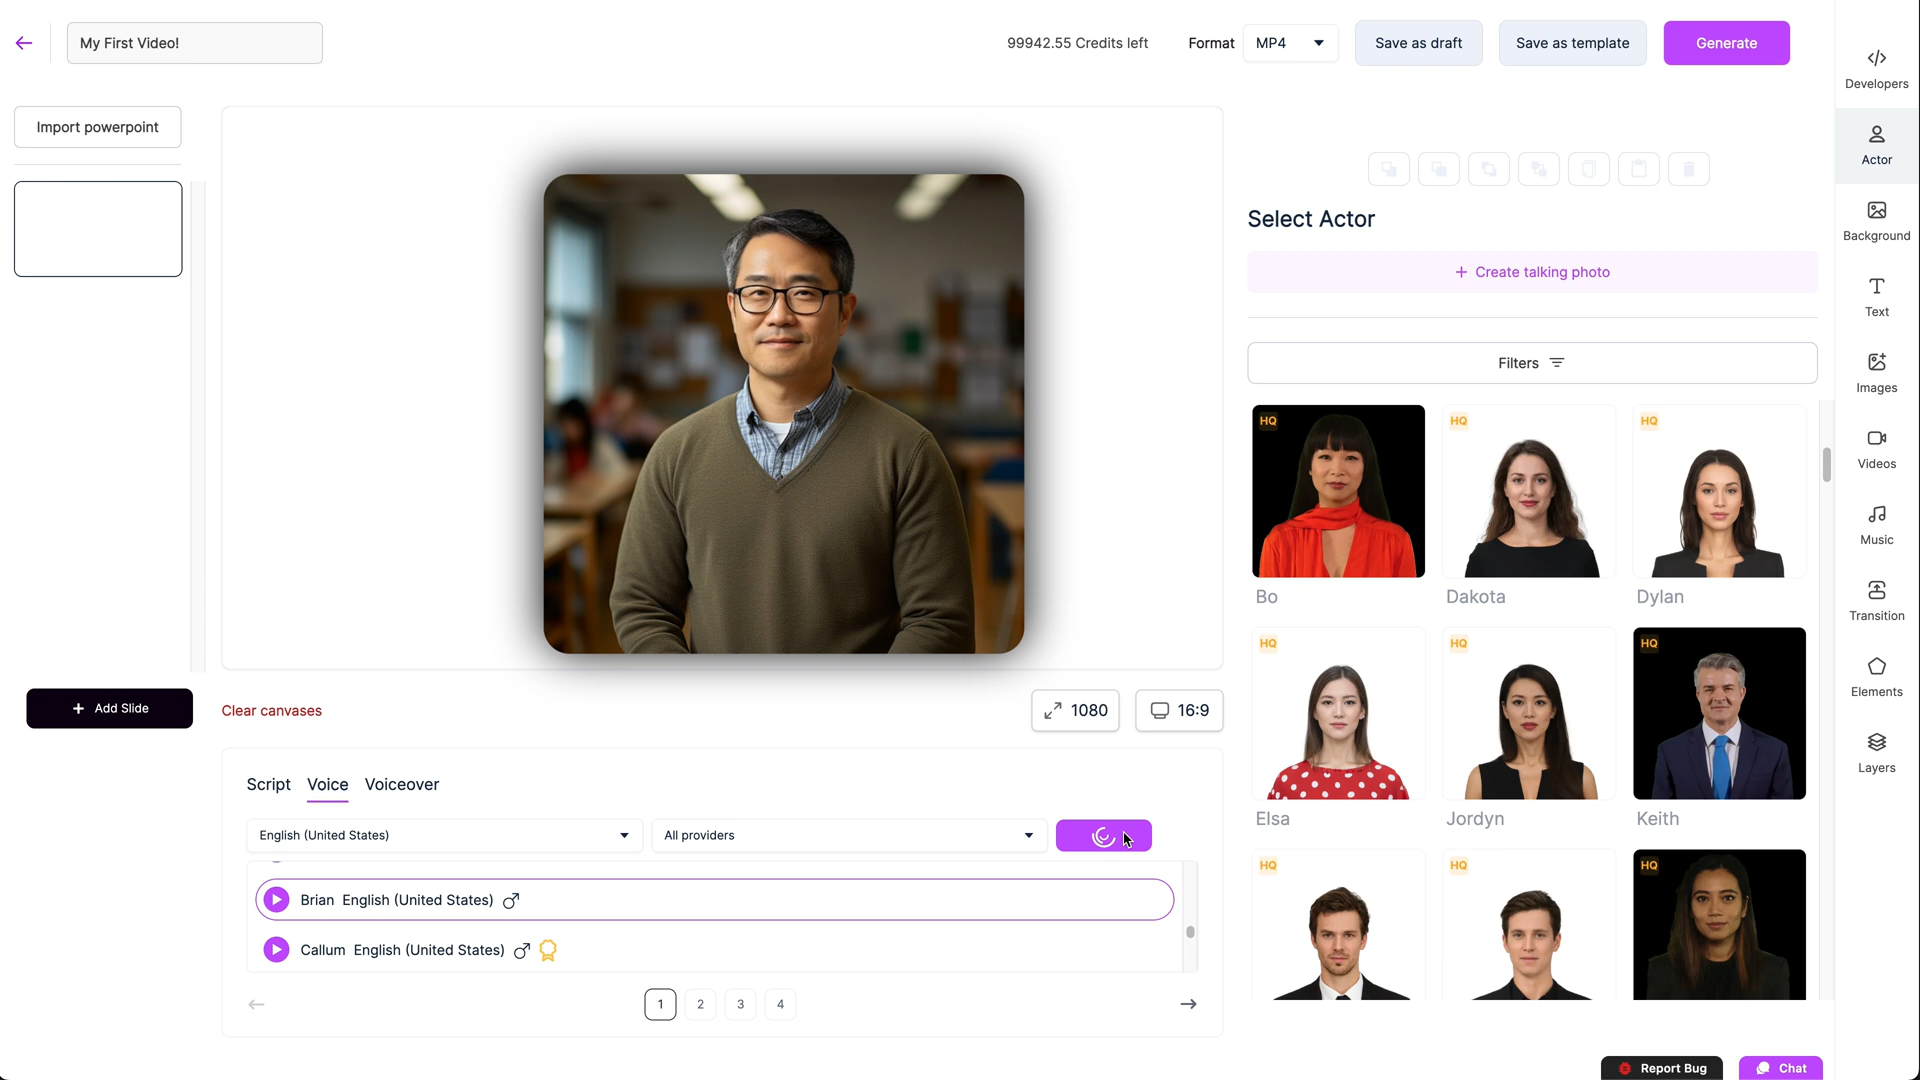 My First Video!
99942.55 Credits left
Format
MP4
Save as draft
Save as template
Generate
Developers
Import powerpoint
Actor
Select Actor
Background
Create talking photo
Text
Filters
Images
HQ
HQ
HQ
Videos
Music
Bo
Dakota
Dylan
Transition
HQ
HQ
HQ
Elements
Add Slide
Clear canvases
1080
16:9
Layers
Script
Voice
Voiceover
Elsa
Jordyn
Keith
English (United States)
All providers
HQ
HQ
HQ
Brian English (United States)
Callum English (United States)
1
2
3
4
Report Bug
Chat